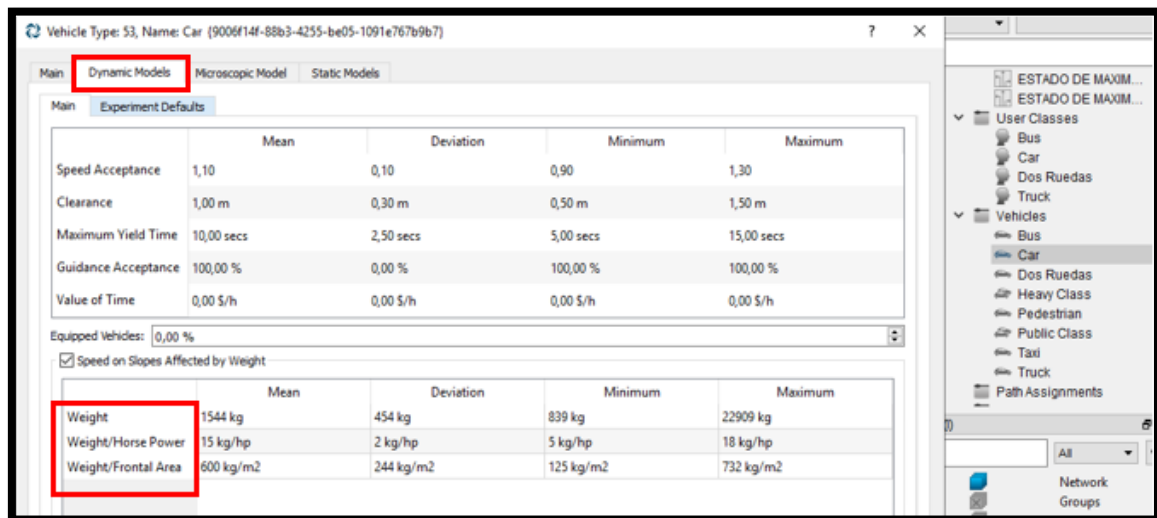 Vehicle Type: 53, Name: Car {9006f14f-88b3-4255-be05-1091e767b9b7}
? ×
Main Dynamic Models Microscopic Model Static Models
Main Experiment Defaults
Mean Deviation Minimum Maximum
Speed Acceptance 1,10 0,10 0,90 1,30
Clearance 1,00 m 0,30 m 0,50 m 1,50 m
Maximum Yield Time 10,00 secs 2,50 secs 5,00 secs 15,00 secs
Guidance Acceptance 100,00 % 0,00 % 100,00 % 100,00 %
Value of Time 0,00 $/h 0,00 $/h 0,00 $/h 0,00 $/h
Equipped Vehicles: 0,00 %
Speed on Slopes Affected by Weight
Mean Deviation Minimum Maximum
Weight 1544 kg 454 kg 839 kg 22909 kg
Weight/Horse Power 15 kg/hp 2 kg/hp 5 kg/hp 18 kg/hp
Weight/Frontal Area 600 kg/m2 244 kg/m2 125 kg/m2 732 kg/m2
ESTADO DE MAXIM...
ESTADO DE MAXIM...
User Classes
Bus
Car
Dos Ruedas
Truck
Vehicles
Bus
Car
Dos Ruedas
Heavy Class
Pedestrian
Public Class
Taxi
Truck
Path Assignments
All
Network
Groups